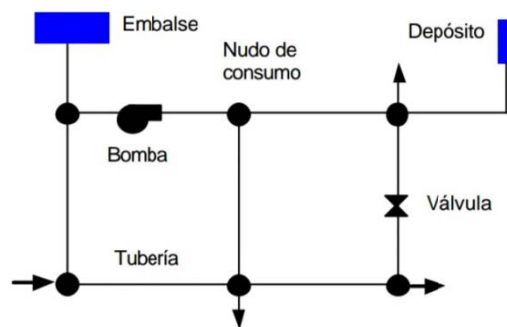 Embalse
Depósito
Nudo de
consumo
Bomba
Válvula
Tubería